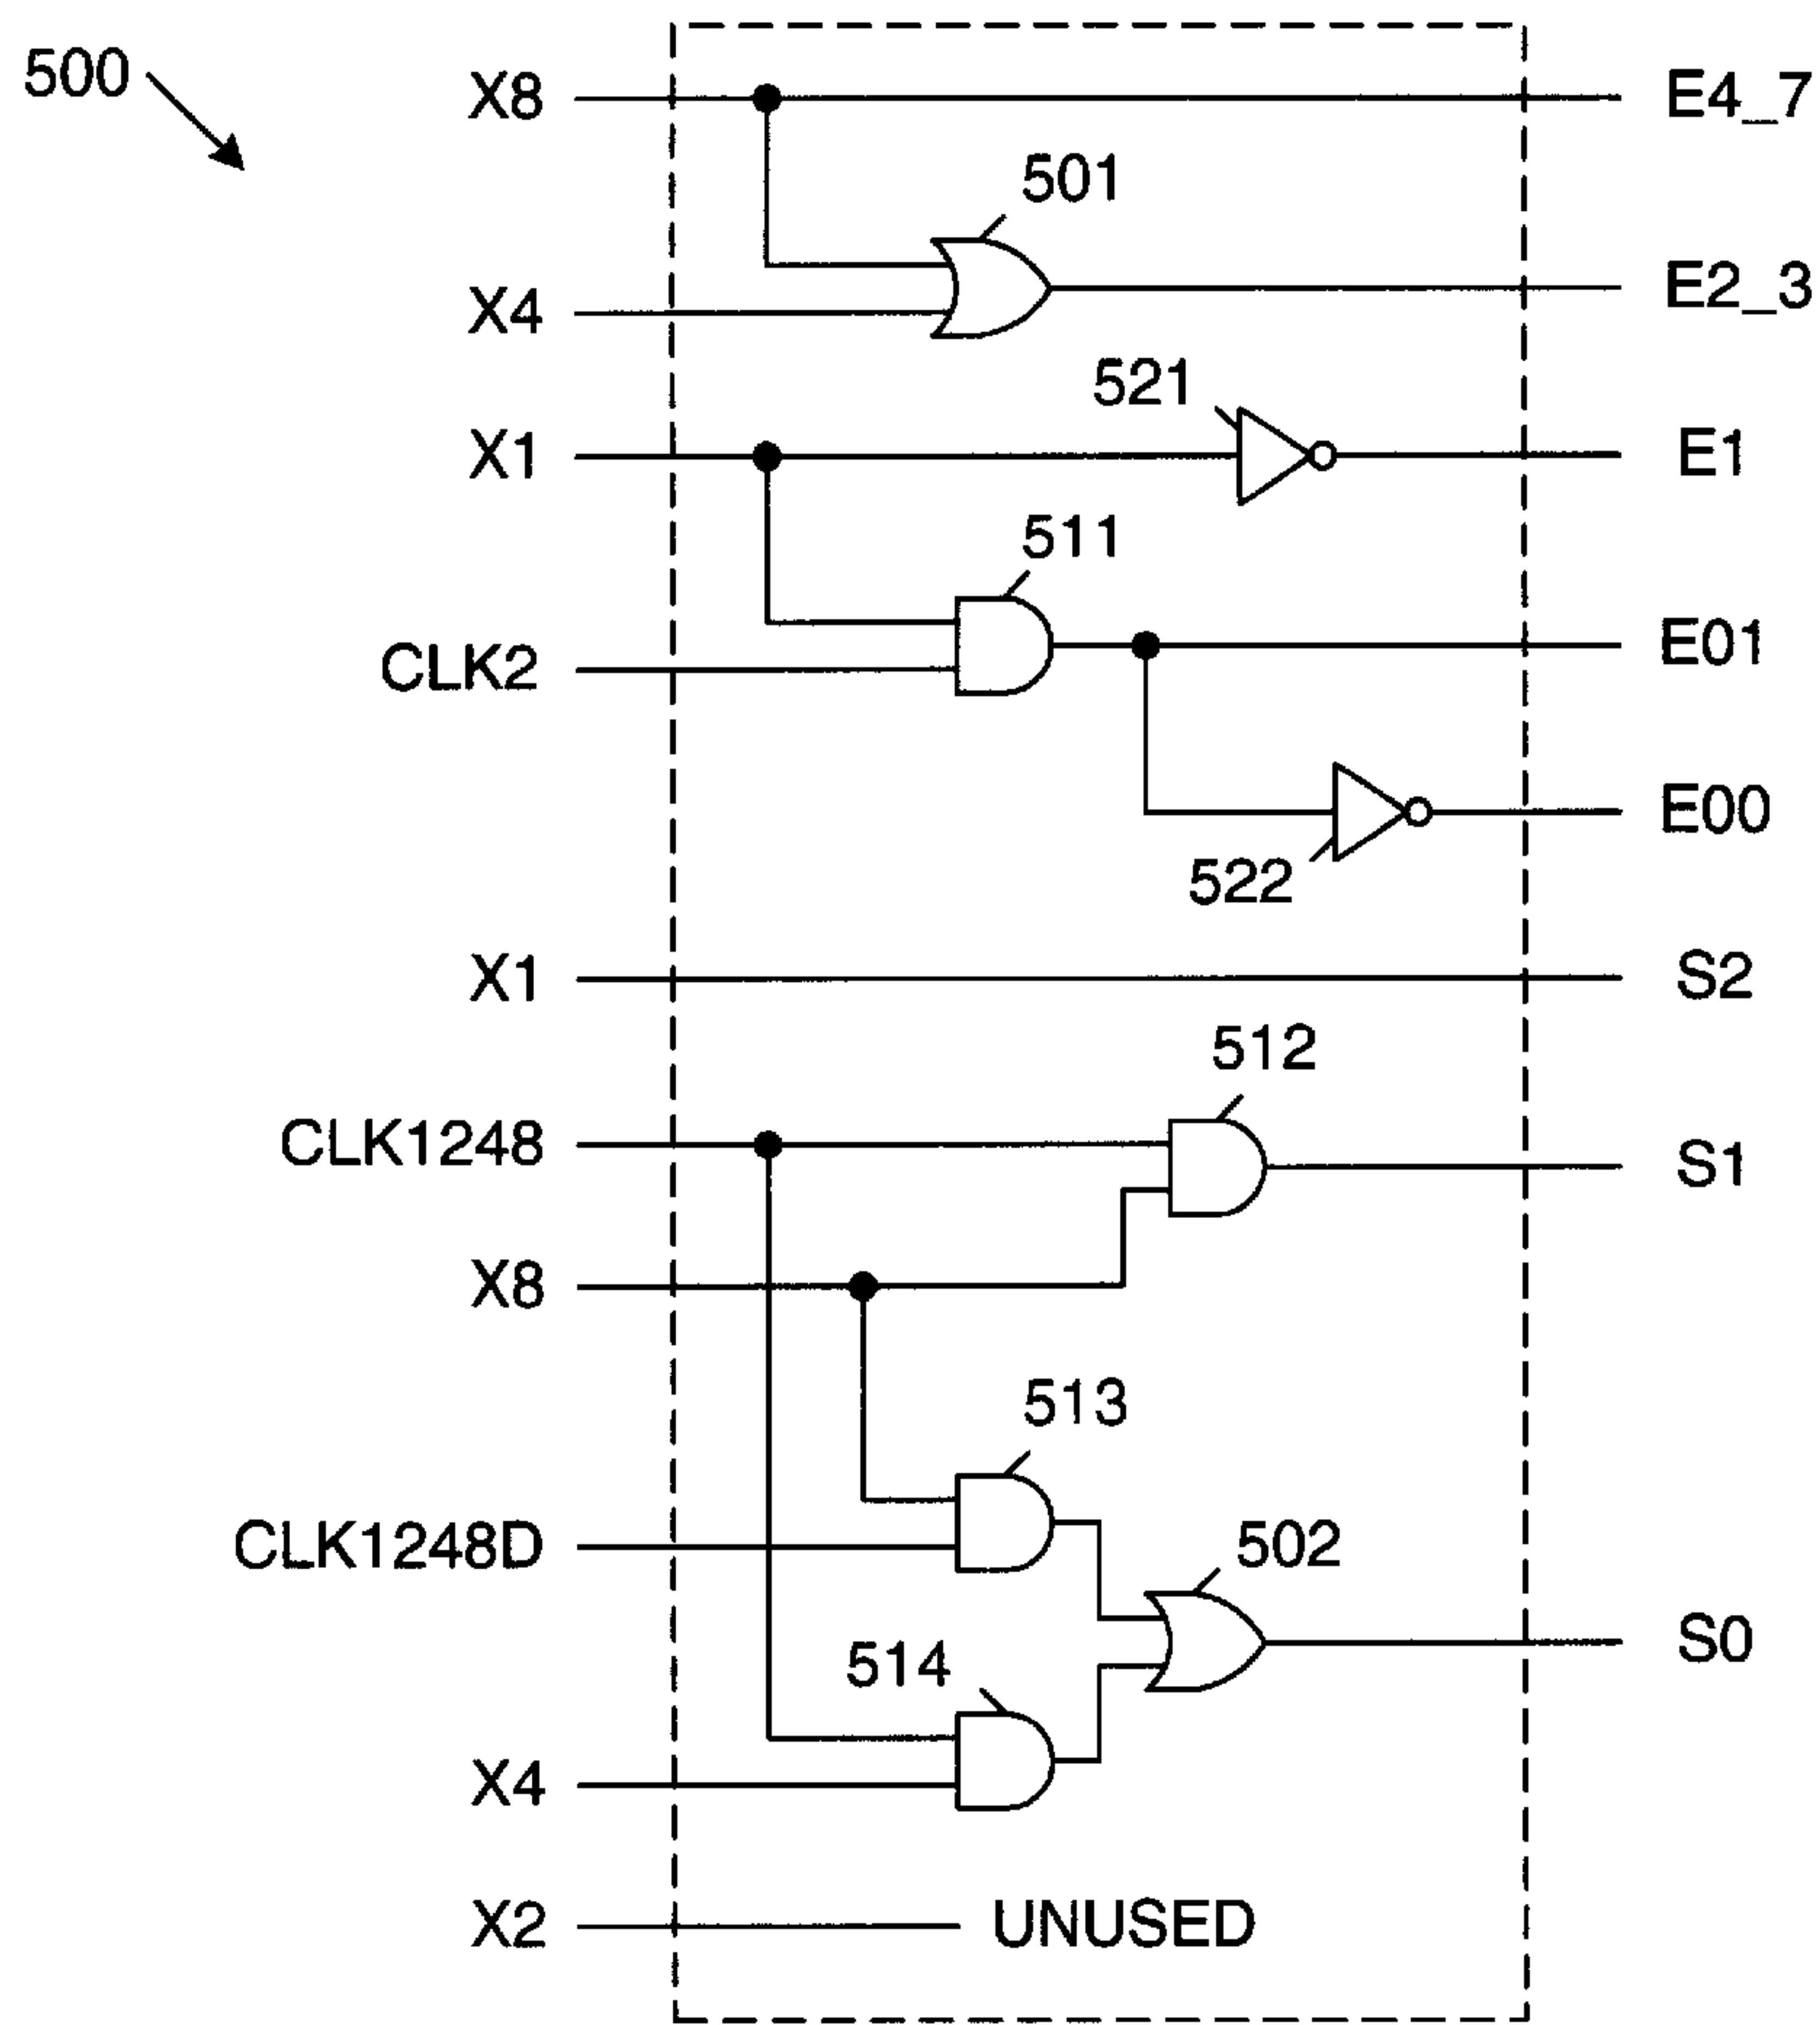 500
X8
E4_7
501
X4
E2_3
521
X1
E1
511
CLK2
E01
E00
522
X1
S2
512
CLK1248
S1
X8
513
CLK1248D
502
S0
514
X4
X2
UNUSED